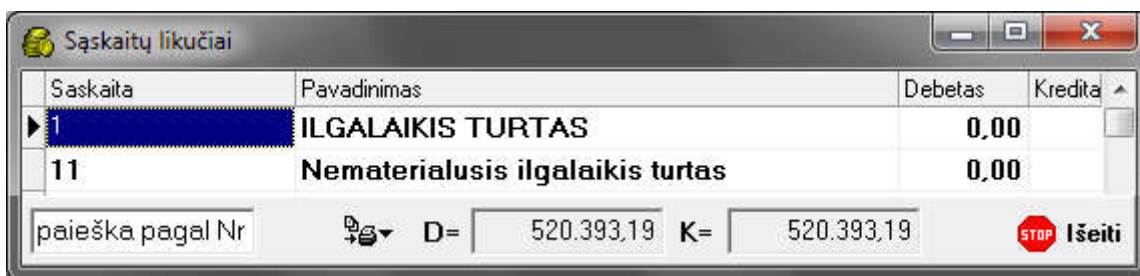 Sąskaitų likučiai
Saskaita Pavadinimas Debetas Kredita
1 ILGALAIKIS TURTAS 0,00
11 Nematerialusis ilgalaikis turtas 0,00
paieška pagal Nr D= 520.393,19 K= 520.393,19 STOP Išeiti